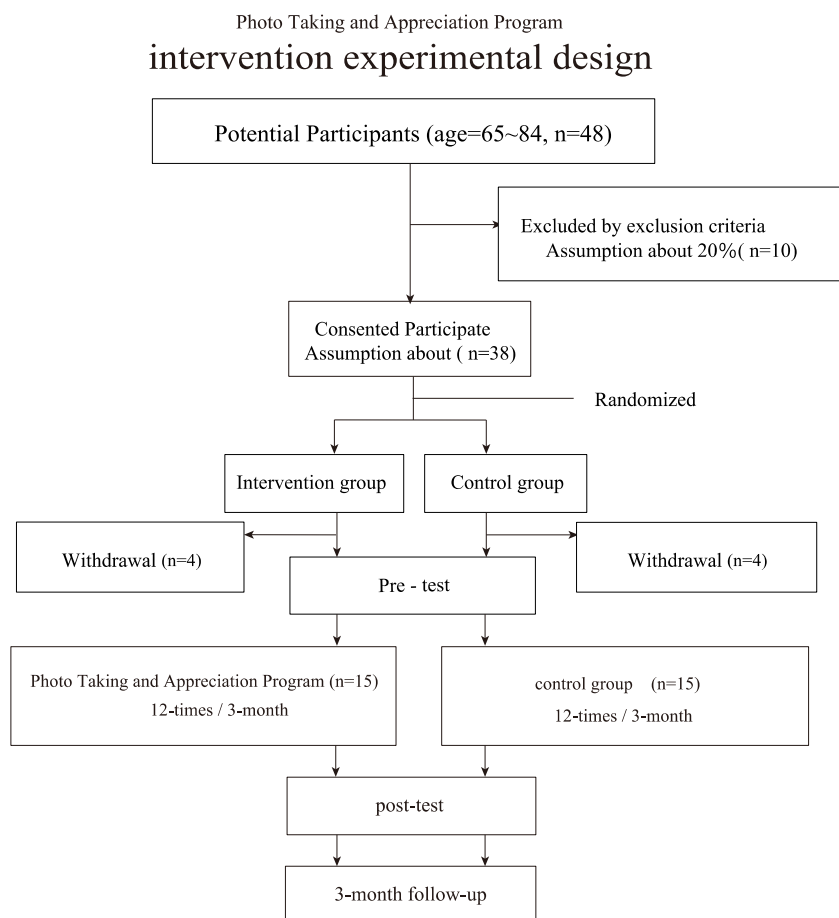 Photo Taking and Appreciation Program
intervention experimental design
Potential Participants (age=65~84, n=48)
Excluded by exclusion criteria
Assumption about 20%( n=10)
Consented Participate
Assumption about ( n=38)
Randomized
Intervention group
Control group
Withdrawal (n=4)
Withdrawal (n=4)
Pre - test
Photo Taking and Appreciation Program (n=15)
12-times / 3-month
control group (n=15)
12-times / 3-month
post-test
3-month follow-up